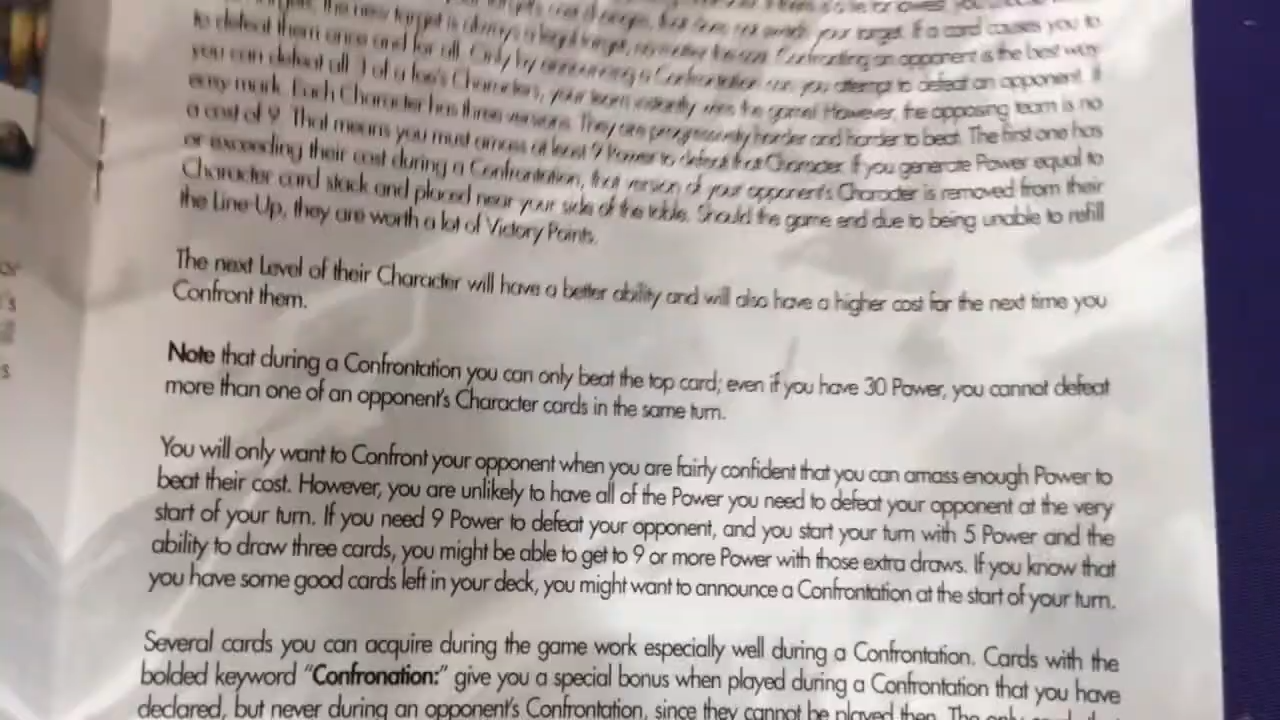 your target. If a card causes you to
to defeat them once and for all. Only by announcing a Confrontation can you attempt to defeat an opponent. If
you can defeat all 3 of a foe's Characters, your team instantly wins the game! However, the opposing team is no
easy mark. Each Character has three versions. They are progressively harder and harder to beat. The first one has
a cost of 9. That means you must amass at least 9 Power to defeat that Character. If you generate Power equal to
or exceeding their cost during a Confrontation, that version of your opponent's Character is removed from their
Character card stack and placed near your side of the table. Should the game end due to being unable to refill
the Line-Up, they are worth a lot of Victory Points.
The next Level of their Character will have a better ability and will also have a higher cost for the next time you
Confront them.
Note that during a Confrontation you can only beat the top card; even if you have 30 Power, you cannot defeat
more than one of an opponent's Character cards in the same turn.
You will only want to Confront your opponent when you are fairly confident that you can amass enough Power to
beat their cost. However, you are unlikely to have all of the Power you need to defeat your opponent at the very
start of your turn. If you need 9 Power to defeat your opponent, and you start your turn with 5 Power and the
ability to draw three cards, you might be able to get to 9 or more Power with those extra draws. If you know that
you have some good cards left in your deck, you might want to announce a Confrontation at the start of your turn.
Several cards you can acquire during the game work especially well during a Confrontation. Cards with the
bolded keyword "Confronation:" give you a special bonus when played during a Confrontation that you have
declared, but never during an opponent's Confrontation, since they cannot be played then. The only